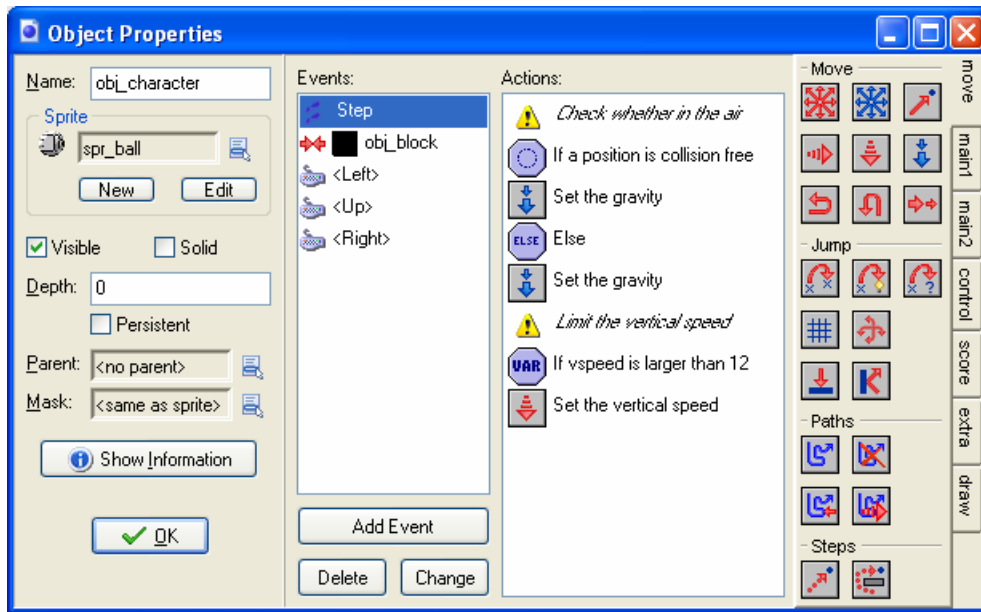 Object Properties
Name: obj_character
Sprite
spr_ball
New Edit
Visible Solid
Depth: 0
Persistent
Parent: <no parent>
Mask: <same as sprite>
Show Information
OK
Events:
Step
obj_block
<Left>
<Up>
<Right>
Add Event
Delete Change
Actions:
Check whether in the air
If a position is collision free
Set the gravity
ELSE Else
Set the gravity
Limit the vertical speed
VAR If vspeed is larger than 12
Set the vertical speed
Move
Jump
Paths
Steps
move
main1
main2
control
score
extra
draw